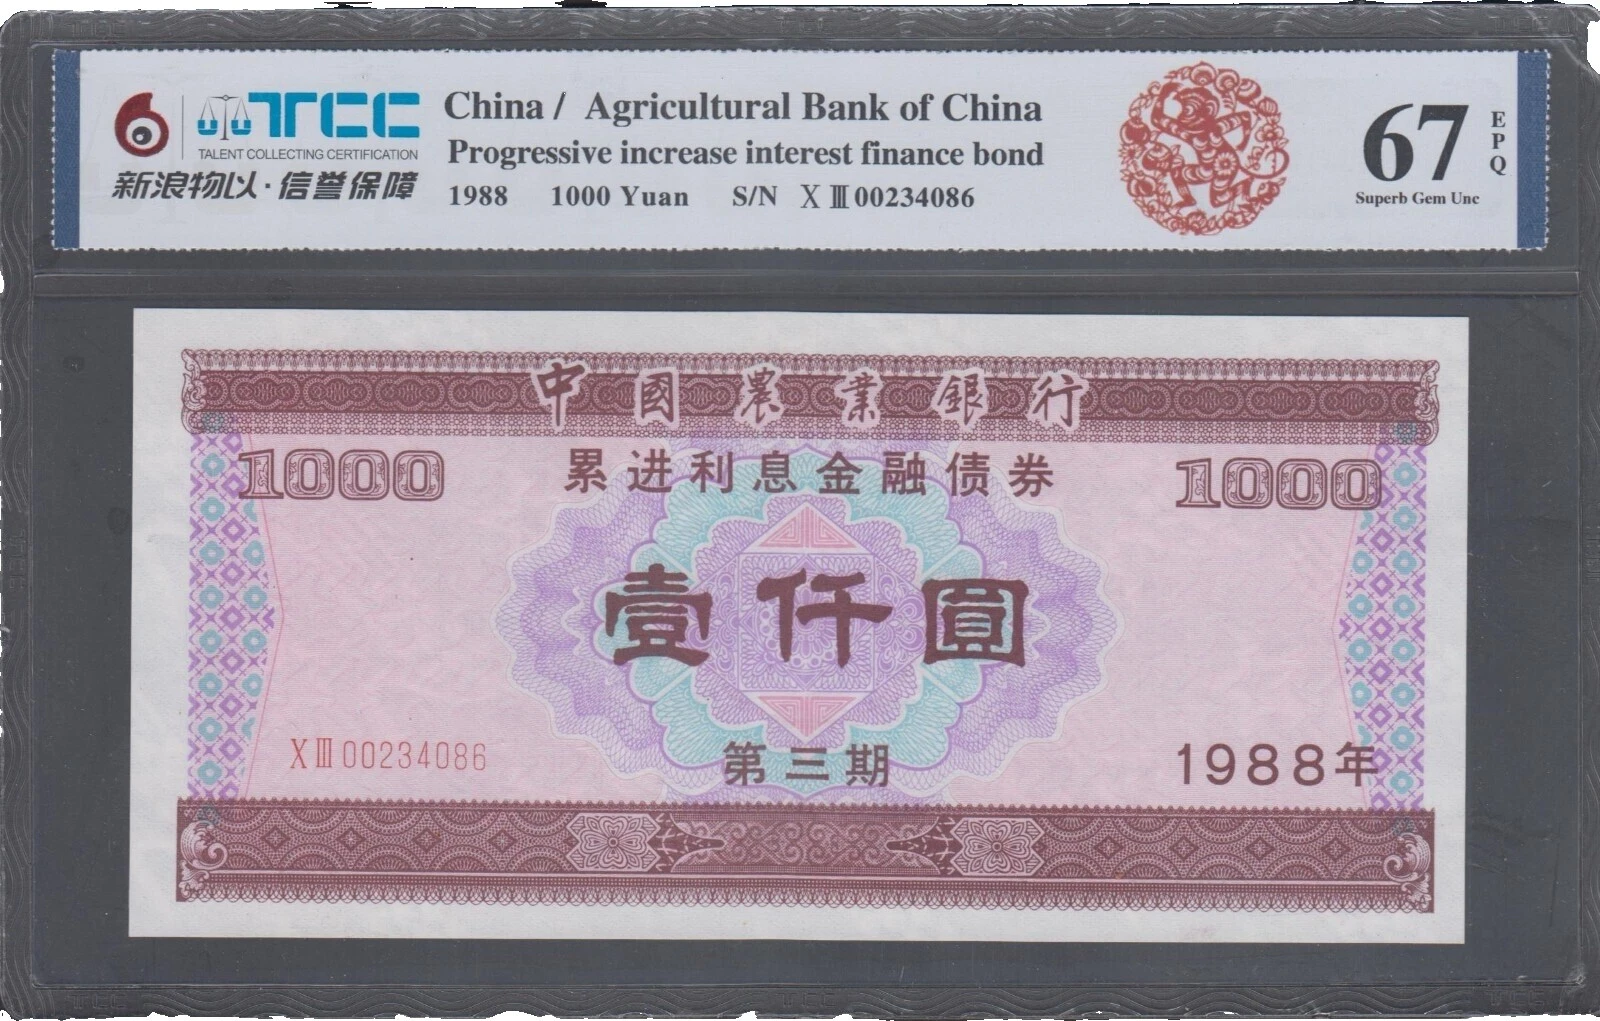 TCC
TALENT COLLECTING CERTIFICATION
新浪物以·信誉保障
China / Agricultural Bank of China
Progressive increase interest finance bond
1988 1000 Yuan S/N XⅢ00234086
67
EPQ
Superb Gem Unc
中國農業銀行
1000 累进利息金融债券 1000
壹仟圓
XⅢ00234086 第三期 1988年